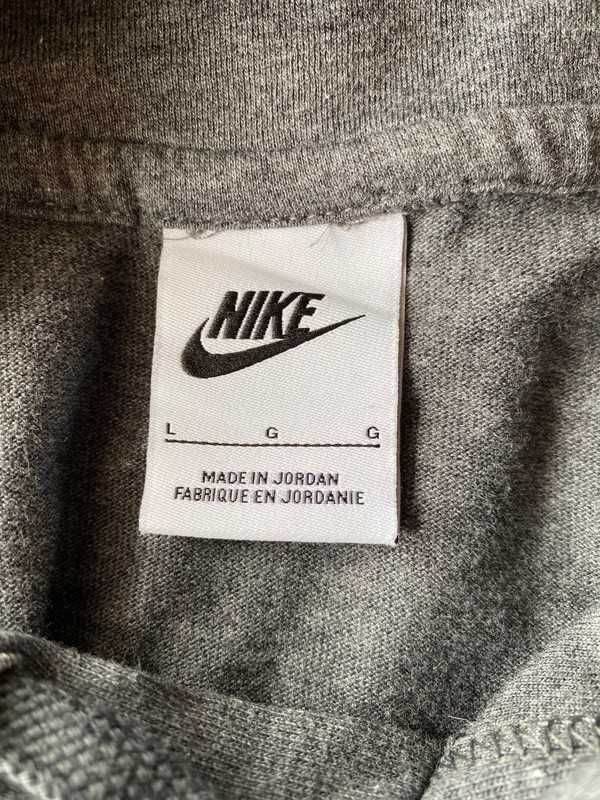 NIKE
L G G
MADE IN JORDAN
FABRIQUE EN JORDANIE